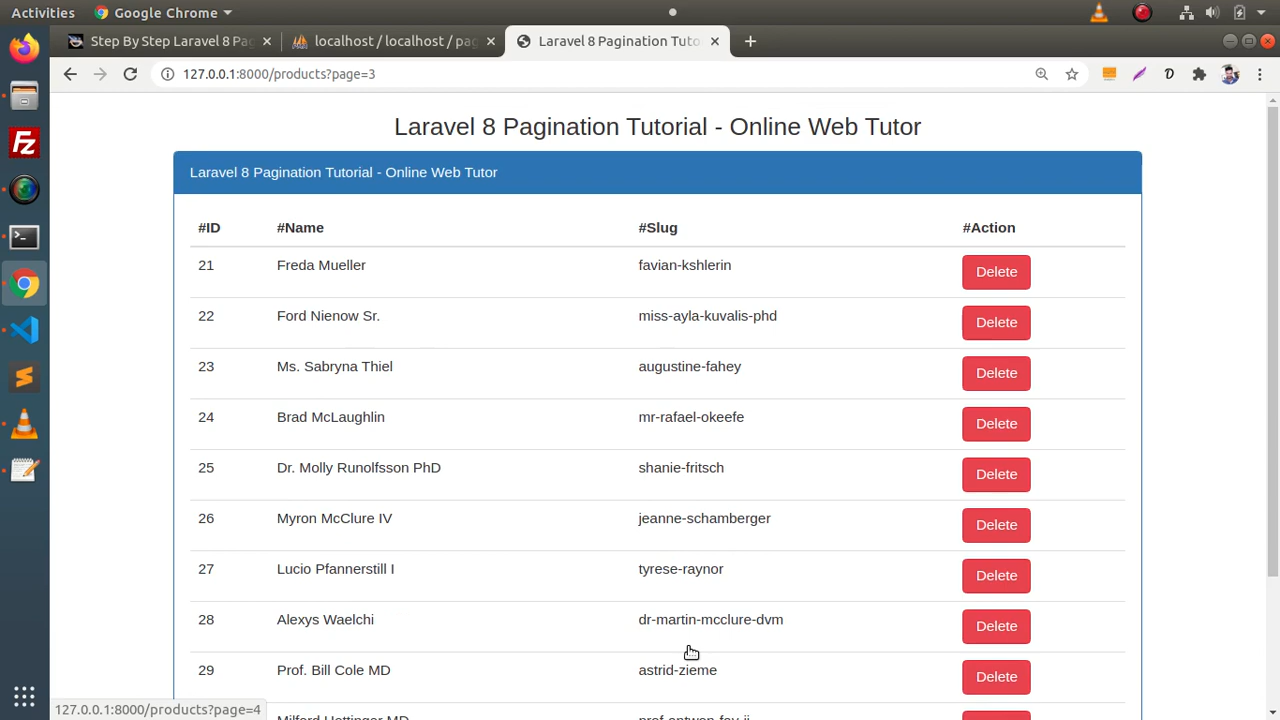 Activities
Google Chrome
Step By Step Laravel 8 Pag
localhost / localhost / pag
Laravel 8 Pagination Tuto
127.0.0.1:8000/products?page=3
Laravel 8 Pagination Tutorial - Online Web Tutor
Laravel 8 Pagination Tutorial - Online Web Tutor
#ID #Name #Slug #Action
21 Freda Mueller favian-kshlerin Delete
22 Ford Nienow Sr. miss-ayla-kuvalis-phd Delete
23 Ms. Sabryna Thiel augustine-fahey Delete
24 Brad McLaughlin mr-rafael-okeefe Delete
25 Dr. Molly Runolfsson PhD shanie-fritsch Delete
26 Myron McClure IV jeanne-schamberger Delete
27 Lucio Pfannerstill I tyrese-raynor Delete
28 Alexys Waelchi dr-martin-mcclure-dvm Delete
29 Prof. Bill Cole MD astrid-zieme Delete
127.0.0.1:8000/products?page=4